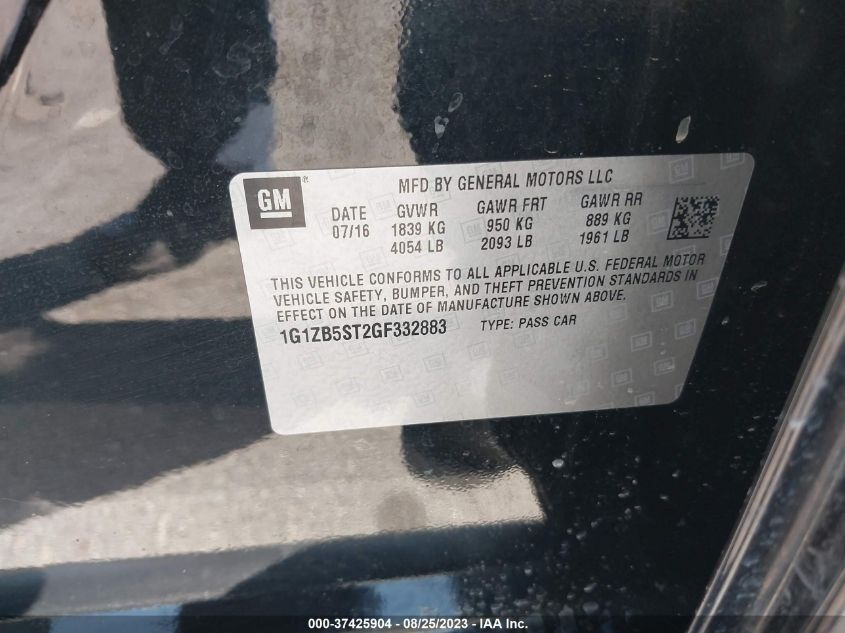 GM®
MFD BY GENERAL MOTORS LLC
DATE GVWR GAWR FRT GAWR RR
07/16 1839 KG 950 KG 889 KG
4054 LB 2093 LB 1961 LB
THIS VEHICLE CONFORMS TO ALL APPLICABLE U.S. FEDERAL MOTOR
VEHICLE SAFETY, BUMPER, AND THEFT PREVENTION STANDARDS IN
EFFECT ON THE DATE OF MANUFACTURE SHOWN ABOVE.
1G1ZB5ST2GF332883 TYPE: PASS CAR
000-37425904 - 08/25/2023 - IAA Inc.